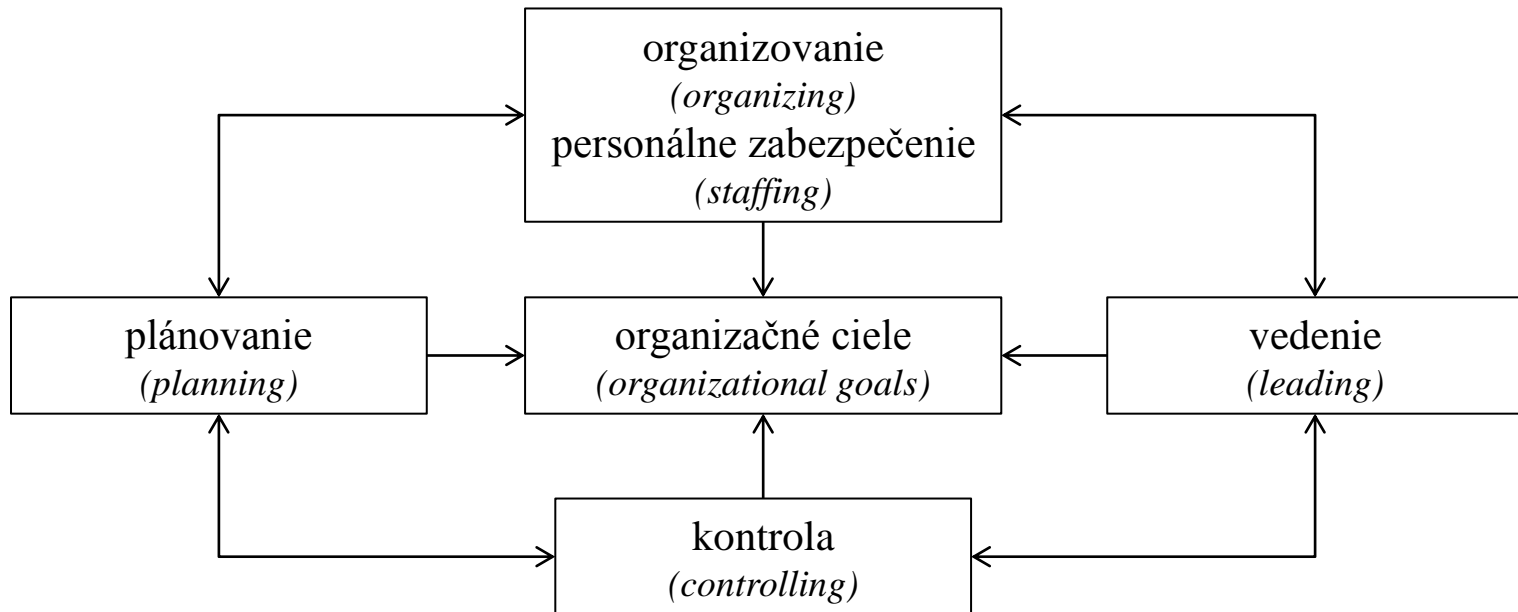 organizovanie
(organizing)
personálne zabezpečenie
(staffing)
plánovanie
(planning)
organizačné ciele
(organizational goals)
vedenie
(leading)
kontrola
(controlling)